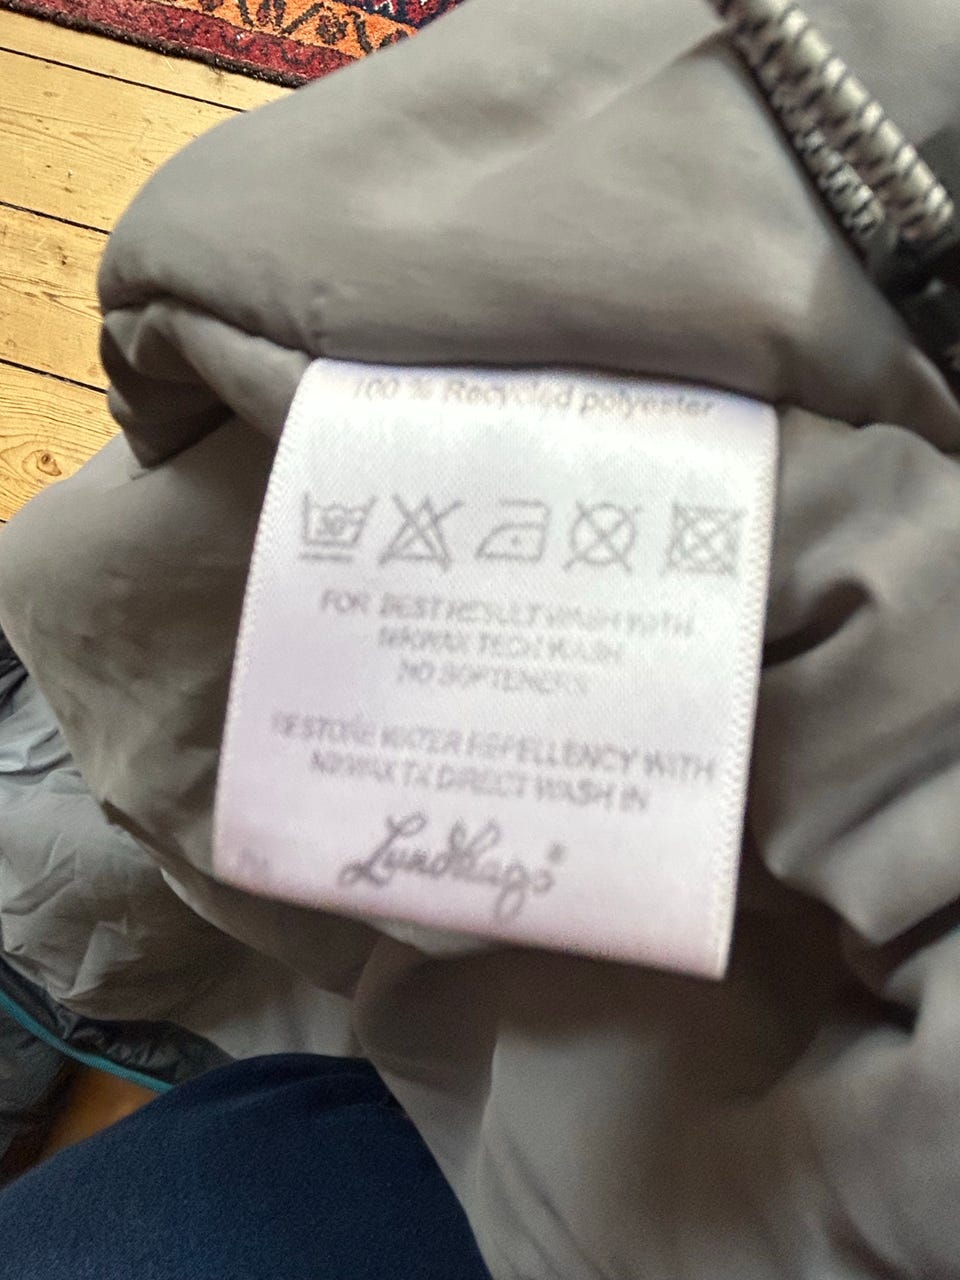 100 % Recycled polyester
30°
FOR BEST RESULT WASH WITH
NIKWAX TECH WASH
NO SOFTENERS
RESTORE WATER REPELLENCY WITH
NIKWAX TX DIRECT WASH IN
Lundhags®